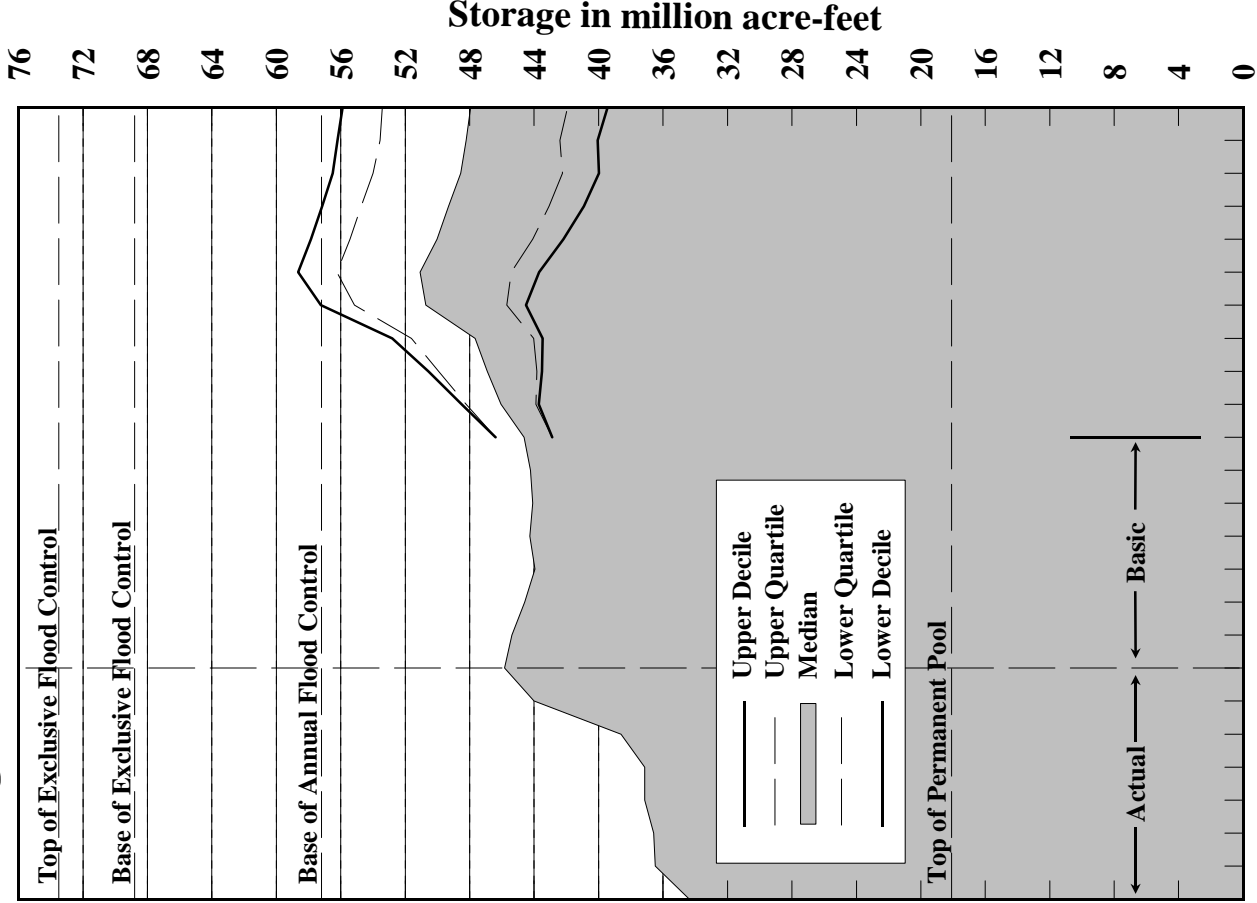 Storage in million acre-feet
76
72
68
64
60
56
52
48
44
40
36
32
28
24
20
16
12
8
4
0
Top of Exclusive Flood Control
Base of Exclusive Flood Control
Base of Annual Flood Control
Upper Decile
Upper Quartile
Median
Lower Quartile
Lower Decile
Top of Permanent Pool
Actual
Basic